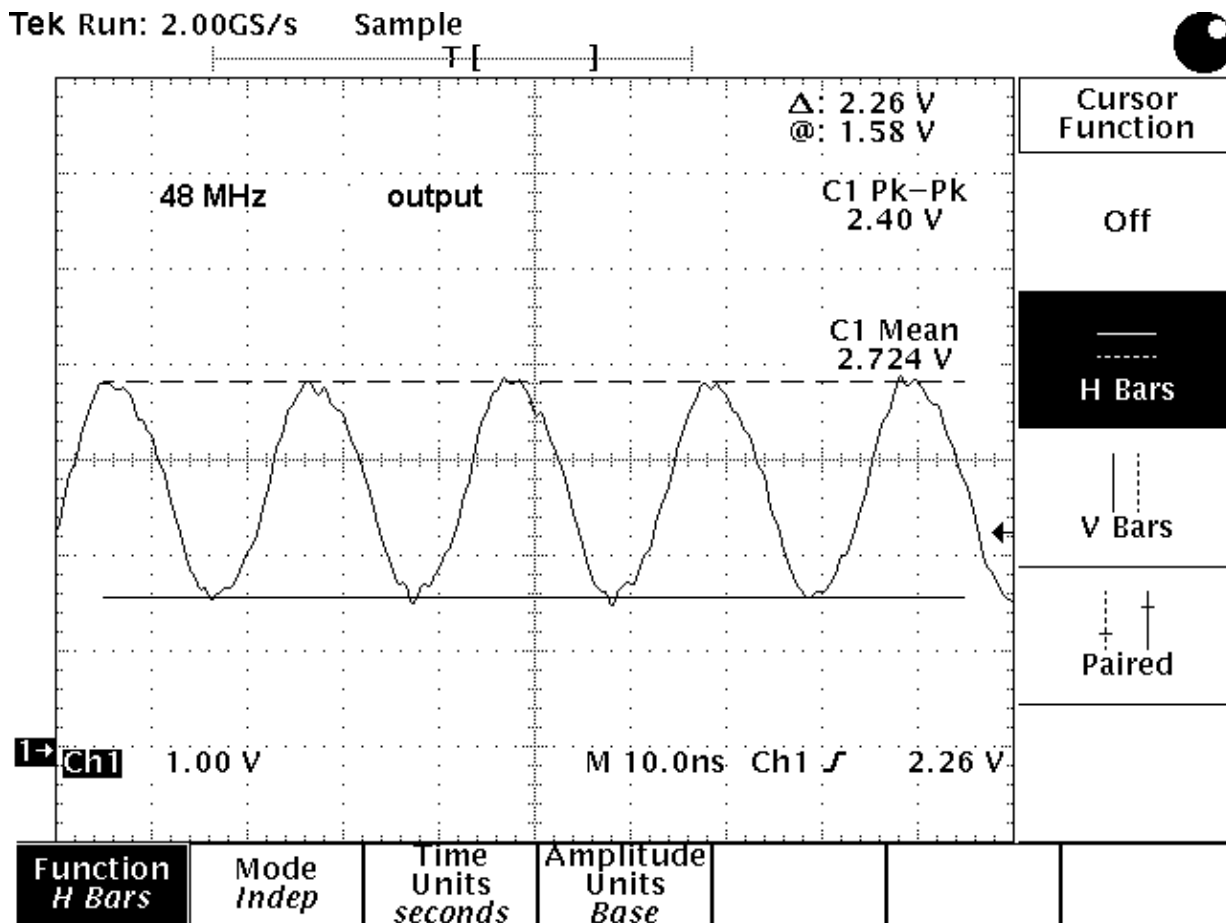 Tek Run: 2.00GS/s Sample
T [ ]
Δ: 2.26 V
@: 1.58 V
48 MHz output
C1 Pk−Pk
2.40 V
C1 Mean
2.724 V
1→
Ch1 1.00 V M 10.0ns Ch1 2.26 V
Cursor
Function
Off
H Bars
V Bars
Paired
Function
H Bars
Mode
Indep
Time
Units
seconds
Amplitude
Units
Base